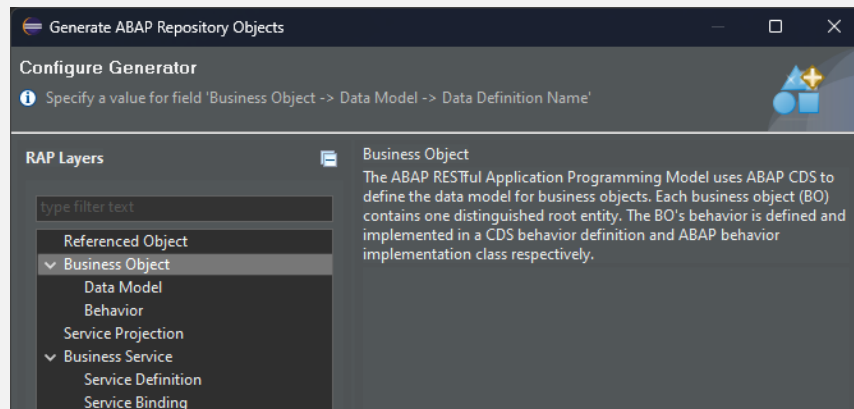 Generate ABAP Repository Objects
Configure Generator
Specify a value for field 'Business Object -> Data Model -> Data Definition Name'
RAP Layers
type filter text
Referenced Object
Business Object
Data Model
Behavior
Service Projection
Business Service
Service Definition
Service Binding
Business Object
The ABAP RESTful Application Programming Model uses ABAP CDS to
define the data model for business objects. Each business object (BO)
contains one distinguished root entity. The BO's behavior is defined and
implemented in a CDS behavior definition and ABAP behavior
implementation class respectively.